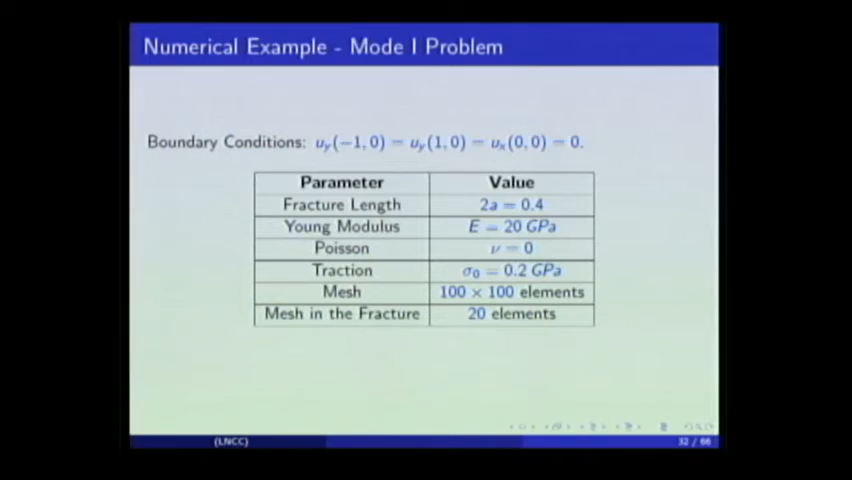 Numerical Example - Mode I Problem
Boundary Conditions: u_y(−1, 0) = u_y(1, 0) = u_x(0, 0) = 0.
Parameter Value
Fracture Length 2a = 0.4
Young Modulus E = 20 GPa
Poisson ν = 0
Traction σ₀ = 0.2 GPa
Mesh 100 × 100 elements
Mesh in the Fracture 20 elements
(LNCC) 32 / 66